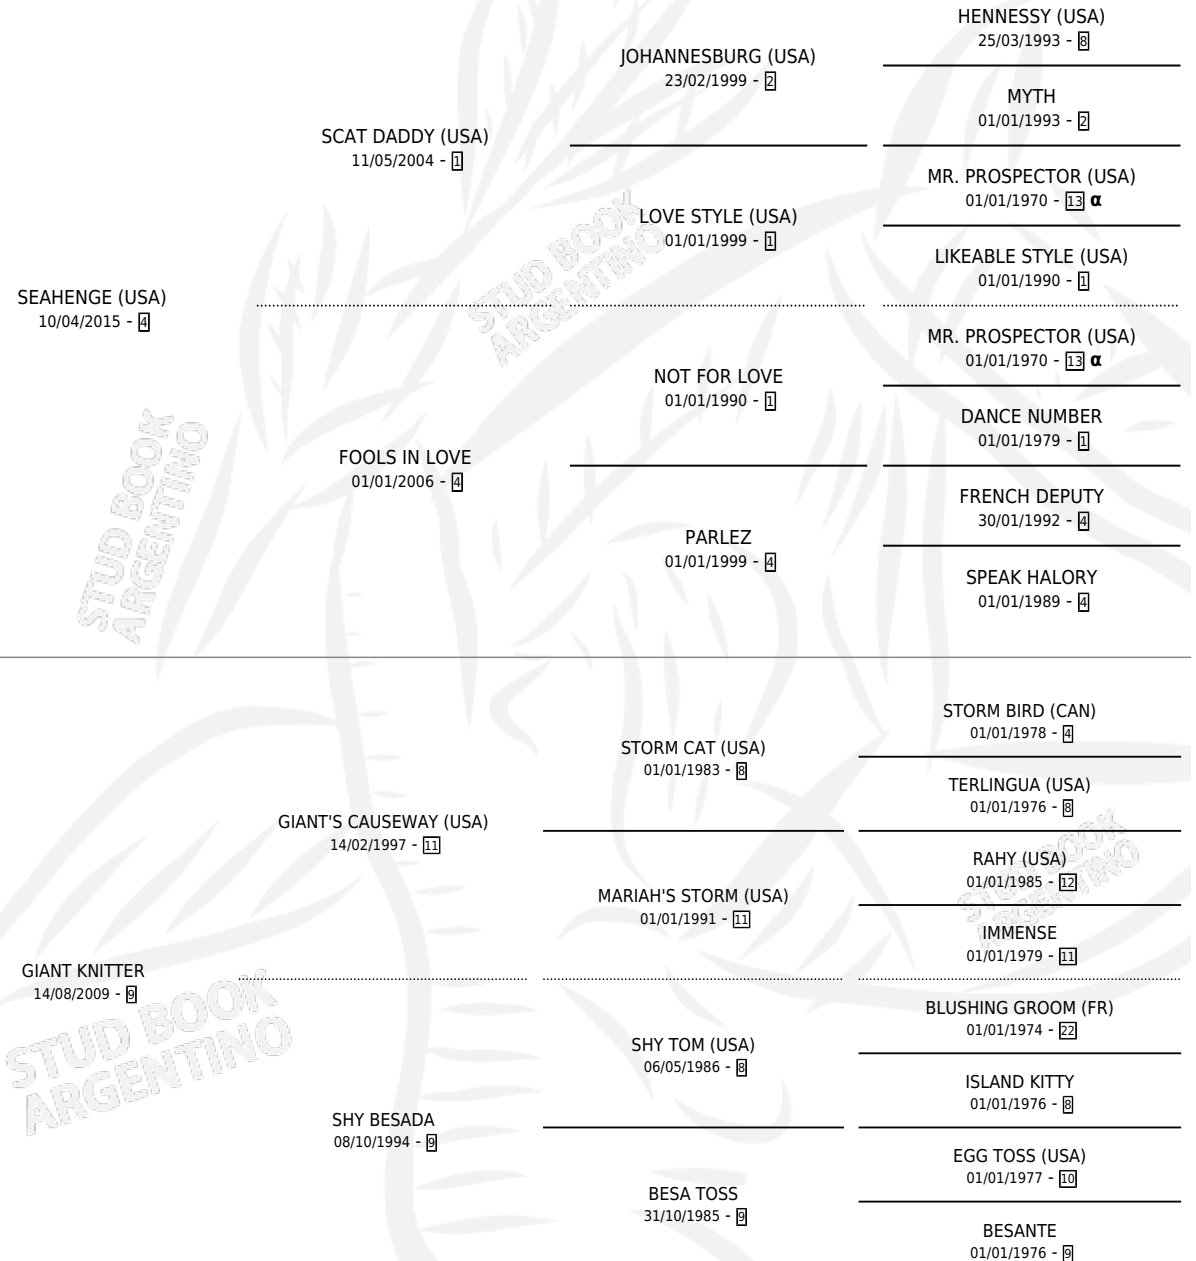 HENNESSY (USA)
25/03/1993 - 8
JOHANNESBURG (USA)
23/02/1999 - 2
MYTH
01/01/1993 - 2
SCAT DADDY (USA)
11/05/2004 - 1
MR. PROSPECTOR (USA)
01/01/1970 - 13 α
LOVE STYLE (USA)
01/01/1999 - 1
LIKEABLE STYLE (USA)
01/01/1990 - 1
STUD BOOK
ARGENTINO
SEAHENGE (USA)
10/04/2015 - 4
MR. PROSPECTOR (USA)
01/01/1970 - 13 α
NOT FOR LOVE
01/01/1990 - 1
DANCE NUMBER
01/01/1979 - 1
FOOLS IN LOVE
01/01/2006 - 4
FRENCH DEPUTY
30/01/1992 - 4
PARLEZ
01/01/1999 - 4
SPEAK HALORY
01/01/1989 - 4
STUD BOOK
ARGENTINO
STORM BIRD (CAN)
01/01/1978 - 4
STORM CAT (USA)
01/01/1983 - 8
TERLINGUA (USA)
01/01/1976 - 8
GIANT'S CAUSEWAY (USA)
14/02/1997 - 11
RAHY (USA)
01/01/1985 - 12
MARIAH'S STORM (USA)
01/01/1991 - 11
IMMENSE
01/01/1979 - 11
STUD BOOK
ARGENTINO
GIANT KNITTER
14/08/2009 - 9
BLUSHING GROOM (FR)
01/01/1974 - 22
SHY TOM (USA)
06/05/1986 - 8
ISLAND KITTY
01/01/1976 - 8
SHY BESADA
08/10/1994 - 9
EGG TOSS (USA)
01/01/1977 - 10
BESA TOSS
31/10/1985 - 9
BESANTE
01/01/1976 - 9
STUD BOOK
ARGENTINO